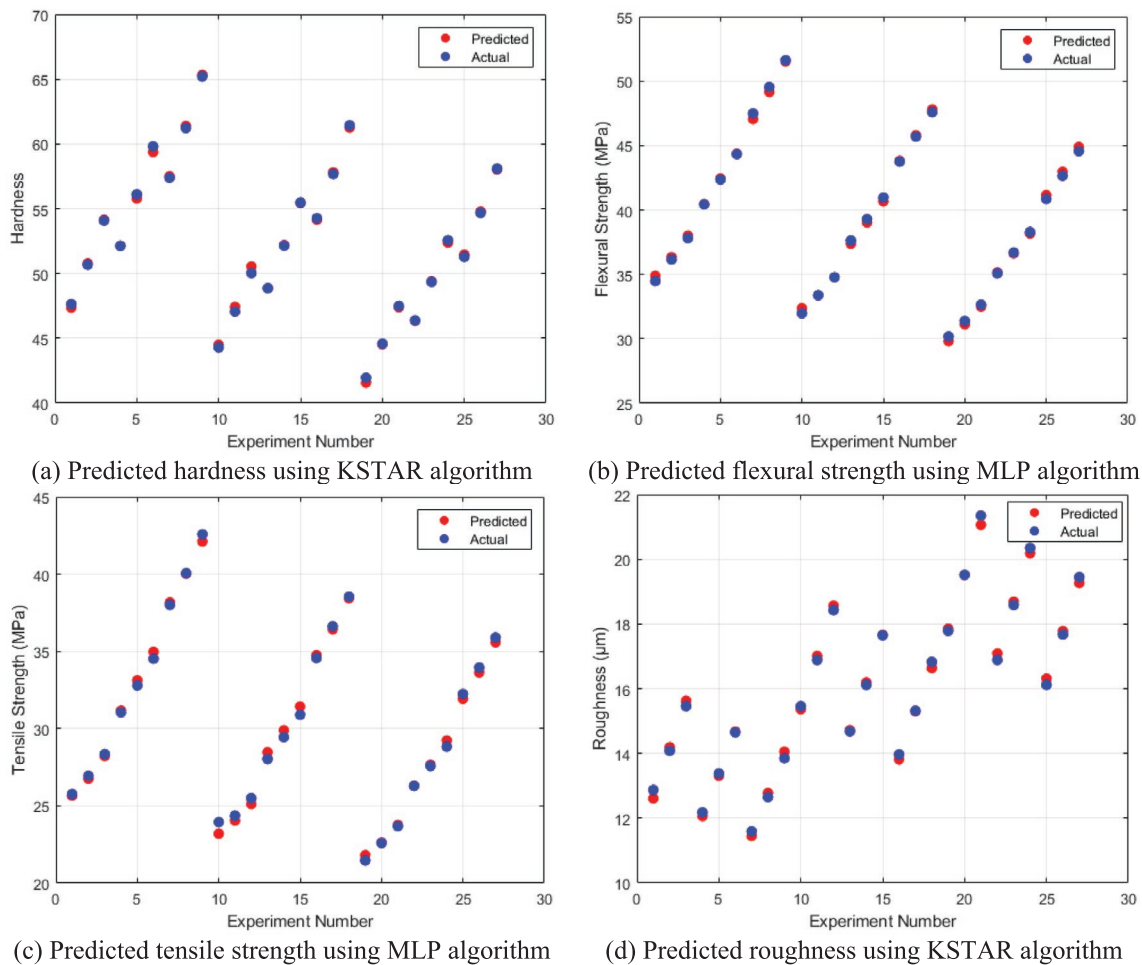 70
65
60
55
50
45
40
Hardness
Predicted
Actual
0 5 10 15 20 25 30
Experiment Number
(a) Predicted hardness using KSTAR algorithm
55
50
45
40
35
30
25
Flexural Strength (MPa)
Predicted
Actual
0 5 10 15 20 25 30
Experiment Number
(b) Predicted flexural strength using MLP algorithm
45
40
35
30
25
20
Tensile Strength (MPa)
Predicted
Actual
0 5 10 15 20 25 30
Experiment Number
(c) Predicted tensile strength using MLP algorithm
22
20
18
16
14
12
10
Roughness (μm)
Predicted
Actual
0 5 10 15 20 25 30
Experiment Number
(d) Predicted roughness using KSTAR algorithm